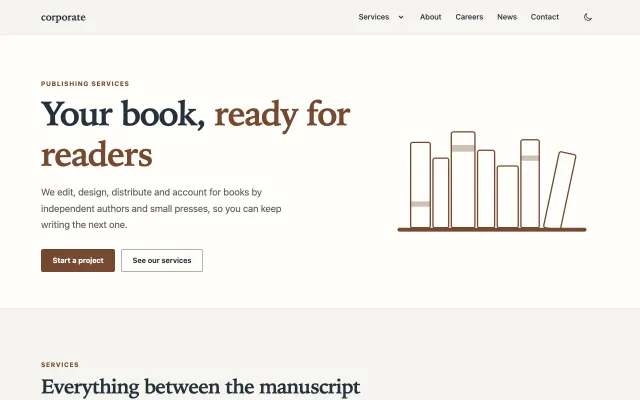 corporate
Services About Careers News Contact
PUBLISHING SERVICES
Your book, ready for
readers
We edit, design, distribute and account for books by
independent authors and small presses, so you can keep
writing the next one.
Start a project See our services
SERVICES
Everything between the manuscript